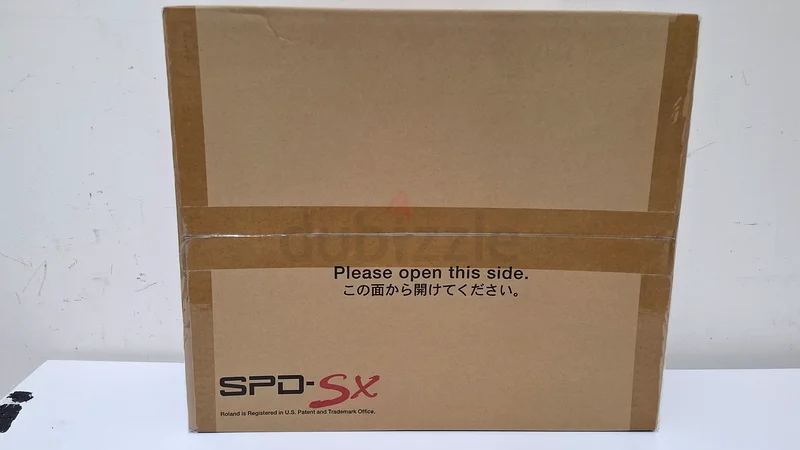 dubizzle
Please open this side.
この面から開けてください。
SPD-SX
Roland is Registered in U.S. Patent and Trademark Office.